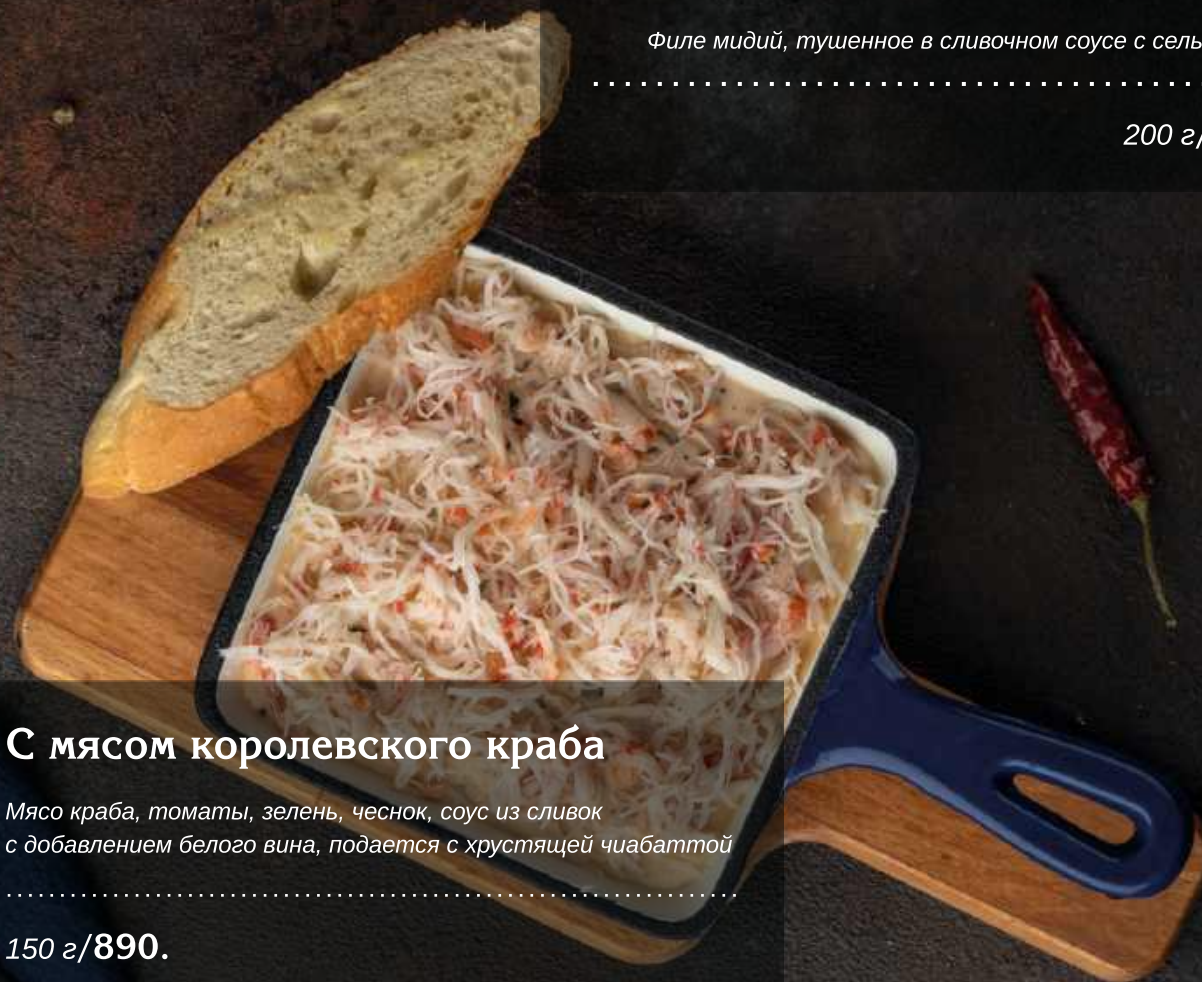 Филе мидий, тушенное в сливочном соусе с
200 г/
С мясом королевского краба
Мясо краба, томаты, зелень, чеснок, соус из сливок
с добавлением белого вина, подается с хрустящей чиабаттой
150 г/890.